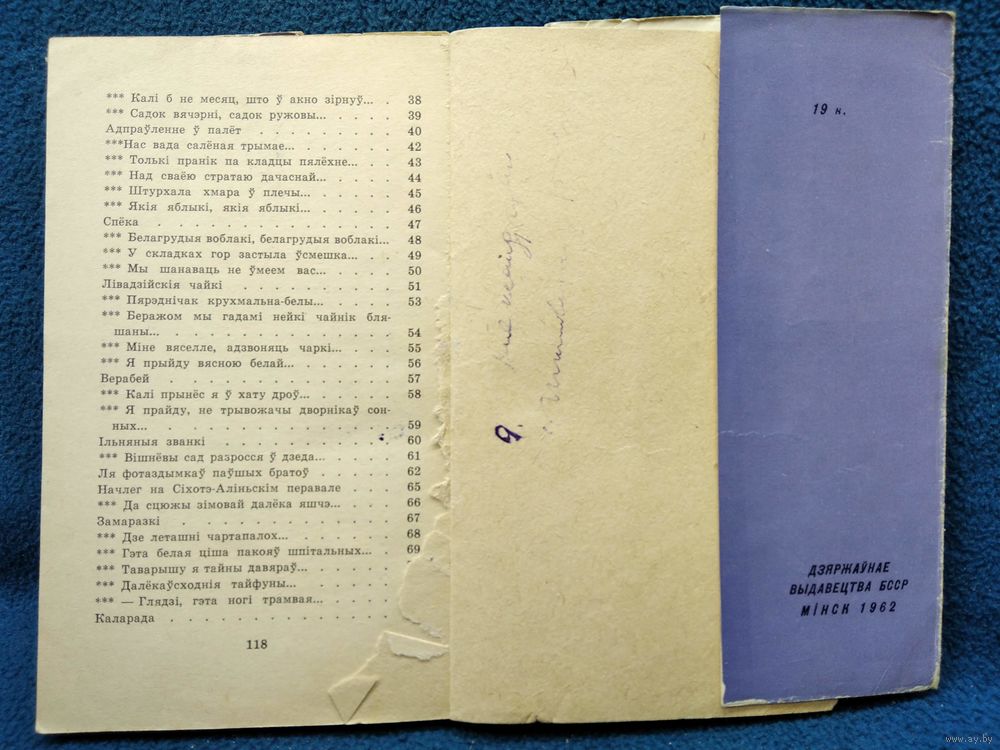 *** Калі б не месяц, што ў акно зірнуў... . 38
*** Садок вячэрні, садок ружовы... . . . . 39
Адпраўленне ў палёт . . . . . . . . . 40
***Нас вада салёная трымае... . . . . . . 42
*** Толькі пранік па кладцы пялёхне... . . 43
*** Над сваёю стратаю дачаснай... . . . . 44
*** Штурхала хмара ў плечы... . . . . . 45
*** Якія яблыкі, якія яблыкі... . . . . . 46
Спёка . . . . . . . . . . . . . 47
*** Белагрудыя воблакі, белагрудыя воблакі... 48
*** У складках гор застыла ўсмешка... . . 49
*** Мы шанаваць не ўмеем вас... . . . . 50
Лівадзійскія чайкі . . . . . . . . . . 51
*** Пярэднічак крухмальна-белы... . . . . 53
*** Беражом мы гадамі нейкі чайнік бля-
шаны... . . . . . . . . . . . . . 54
*** Міне вяселле, адзвоняць чаркі... . . . 55
*** Я прыйду вясною белай... . . . . . . 56
Верабей . . . . . . . . . . . . . 57
*** Калі прынёс я ў хату дроў... . . . . . 58
*** Я прайду, не трывожачы дворнікаў сон-
ных... . . . . . . . . . . . . . . 59
Ільняныя званкі . . . . . . . . . . . 60
*** Вішнёвы сад разросся ў дзеда... . . . . 61
Ля фотаздымкаў паўшых братоў . . . . . 62
Начлег на Сіхотэ-Аліньскім перавале . . . 65
*** Да сцюжы зімовай далёка яшчэ... . . . 66
Замаразкі . . . . . . . . . . . . . 67
*** Дзе леташні чартапалох... . . . . . . 68
*** Гэта белая ціша пакояў шпітальных... . 69
*** Таварышу я тайны давяраў... . . . .
*** Далёкаўсходнія тайфуны... . . . . .
*** — Глядзі, гэта ногі трамвая... . . . .
Каларада . . . . . . . . . . . .
118
9.
19 к.
ДЗЯРЖАЎНАЕ
ВЫДАВЕЦТВА БССР
МІНСК 1962
www.ay.by